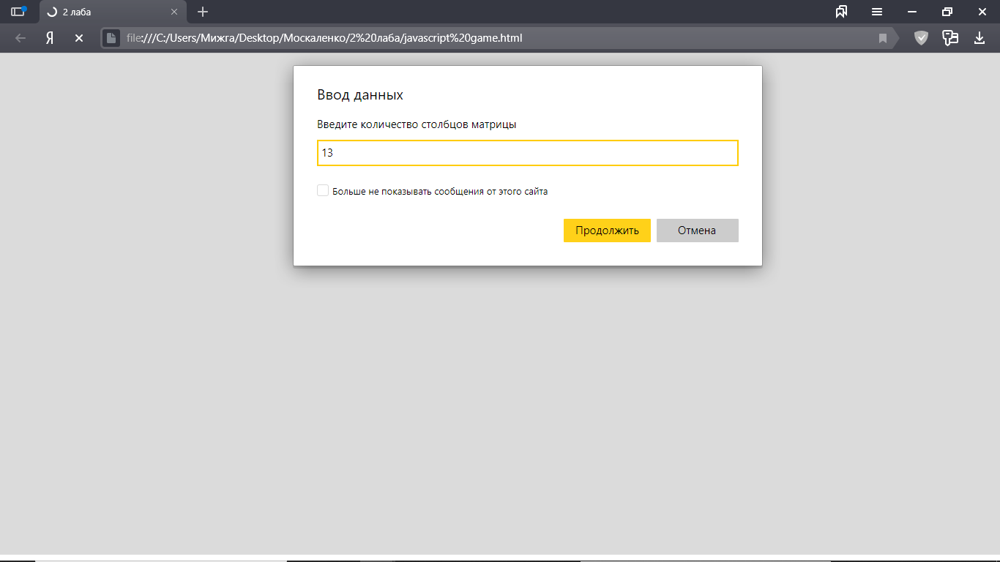 2 лаба
Я
file:///C:/Users/Мижга/Desktop/Москаленко/2%20лаба/javascript%20game.html
Ввод данных
Введите количество столбцов матрицы
13
Больше не показывать сообщения от этого сайта
Продолжить Отмена